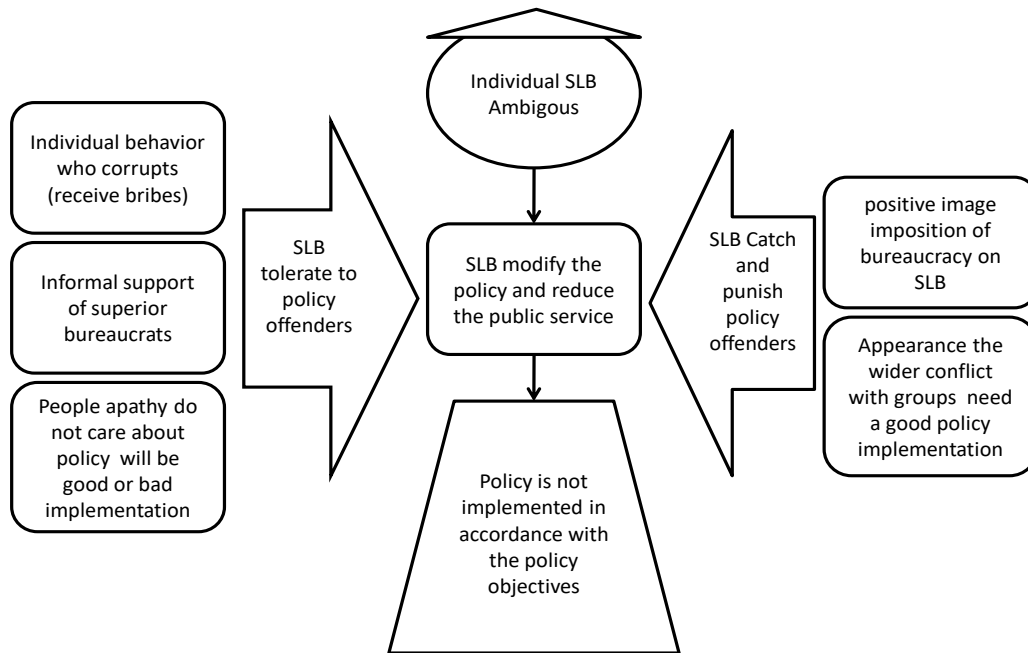 Individual SLB
Ambigous
Individual behavior
who corrupts
(receive bribes)
Informal support
of superior
bureaucrats
People apathy do
not care about
policy will be
good or bad
implementation
SLB
tolerate to
policy
offenders
SLB modify the
policy and reduce
the public service
Policy is not
implemented in
accordance with
the policy
objectives
SLB Catch
and
punish
policy
offenders
positive image
imposition of
bureaucracy on
SLB
Appearance the
wider conflict
with groups need
a good policy
implementation